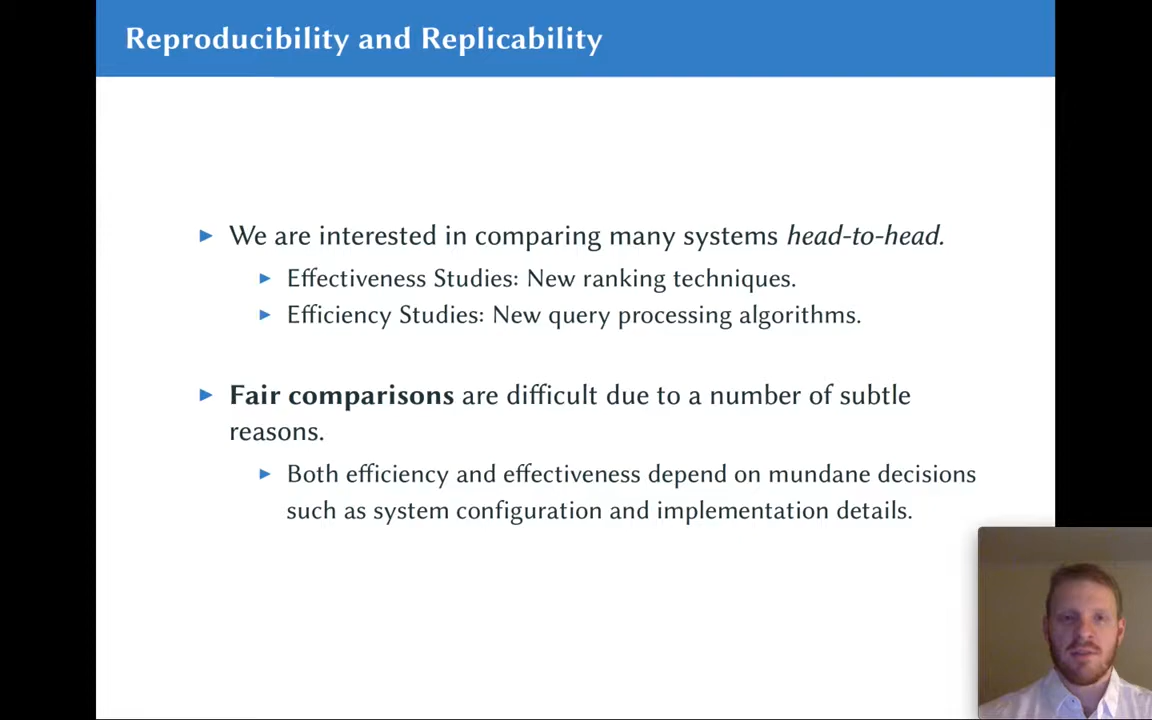 Reproducibility and Replicability
We are interested in comparing many systems head-to-head.
Effectiveness Studies: New ranking techniques.
Efficiency Studies: New query processing algorithms.
Fair comparisons are difficult due to a number of subtle
reasons.
Both efficiency and effectiveness depend on mundane decisions
such as system configuration and implementation details.